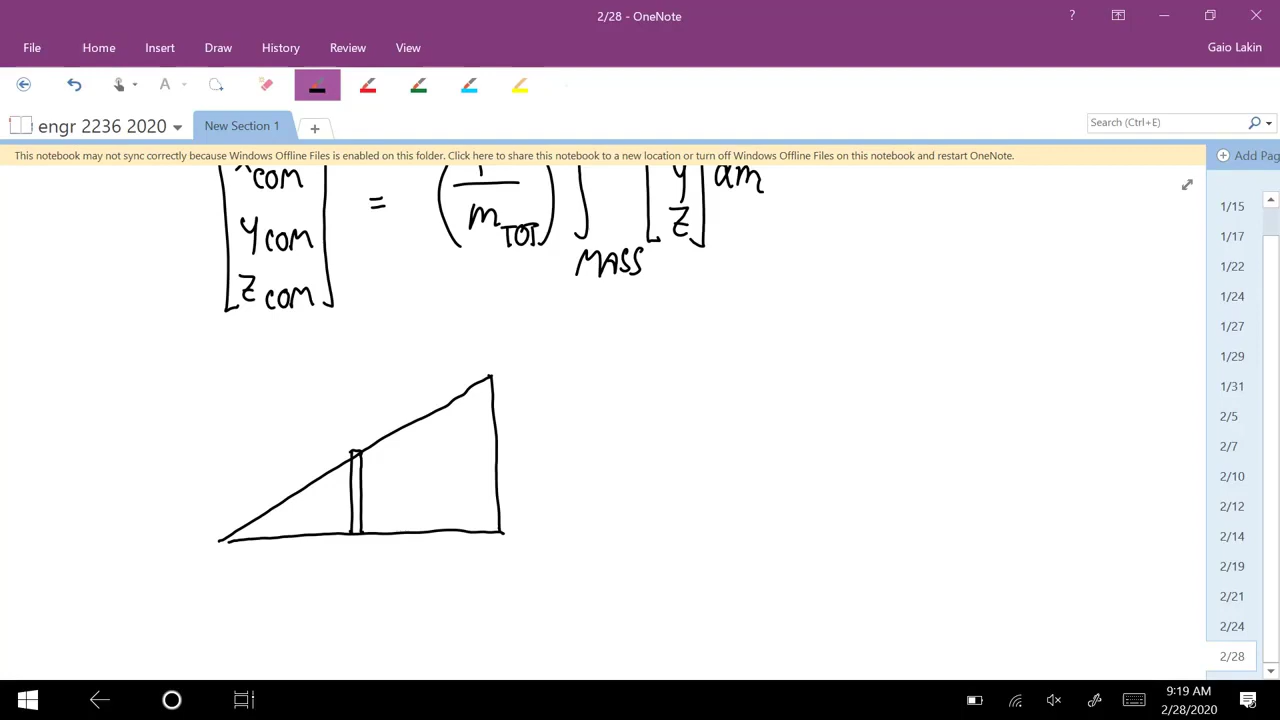 2/28 - OneNote
?
File Home Insert Draw History Review View
Gaio Lakin
A
engr 2236 2020
New Section 1
+
Search (Ctrl+E)
This notebook may not sync correctly because Windows Offline Files is enabled on this folder. Click here to share this notebook to a new location or turn off Windows Offline Files on this notebook and restart OneNote.
Add Pag
xcom
ycom
zcom
=
mTOT
MASS
y
z
dm
1/15
1/17
1/22
1/24
1/27
1/29
1/31
2/5
2/7
2/10
2/12
2/14
2/19
2/21
2/24
2/28
9:19 AM
2/28/2020